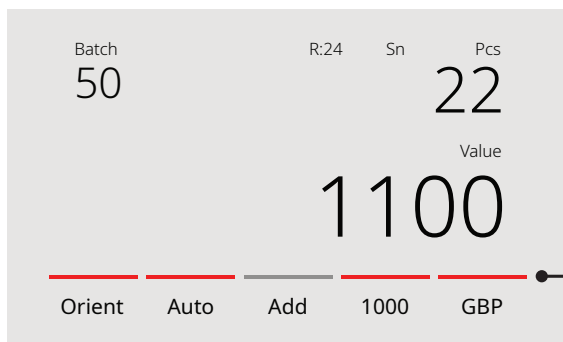 Batch R:24 Sn Pcs
50 22
Value
1100
Orient Auto Add 1000 GBP